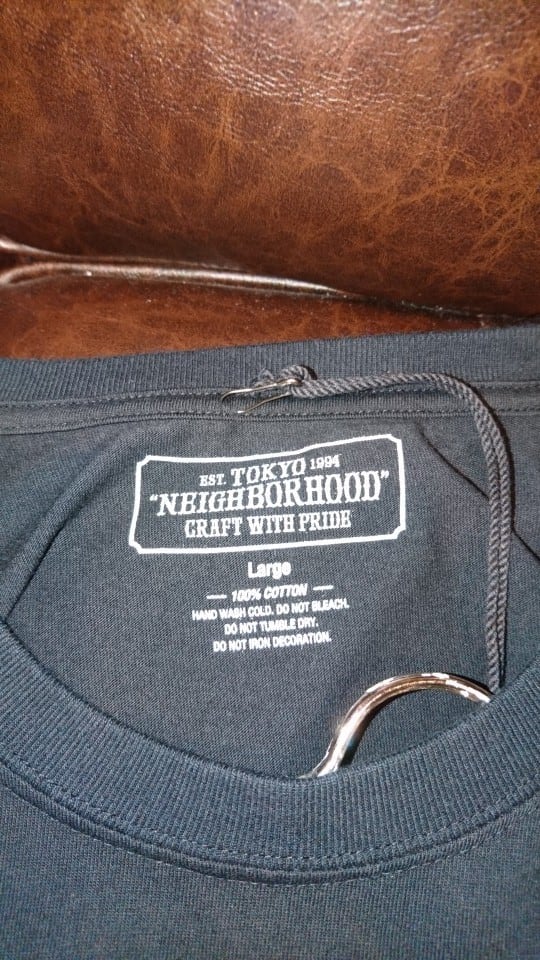 EST. TOKYO 1994
"NEIGHBORHOOD"
CRAFT WITH PRIDE
Large
— 100% COTTON —
HAND WASH COLD. DO NOT BLEACH.
DO NOT TUMBLE DRY.
DO NOT IRON DECORATION.